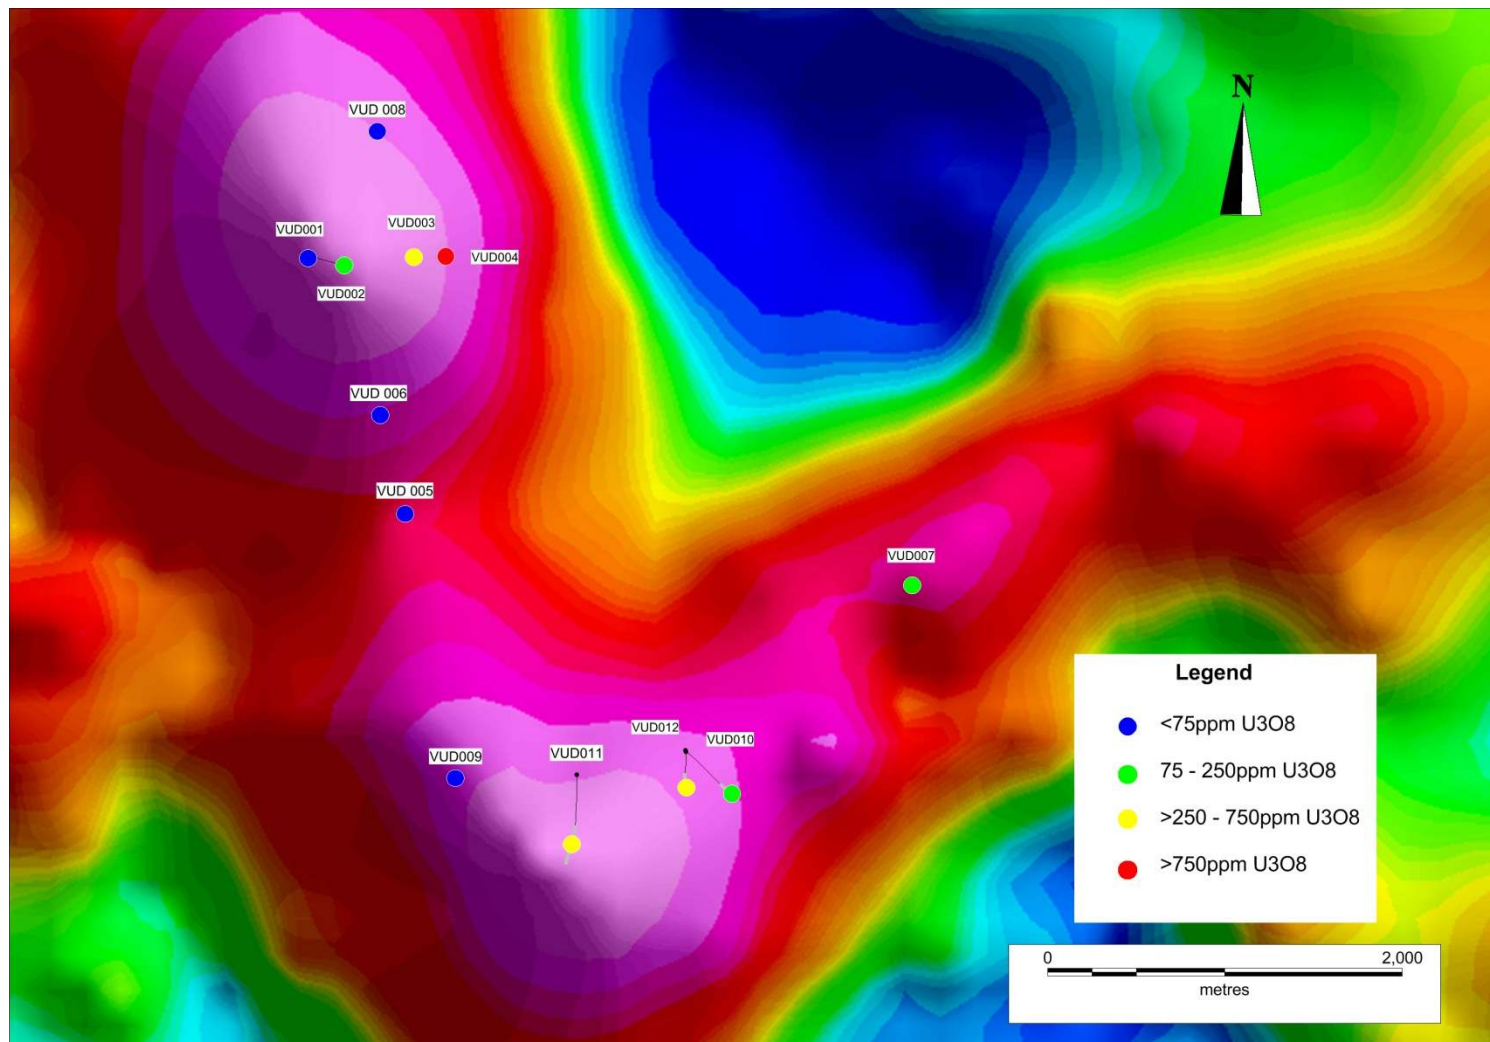 N
VUD 008
VUD001
VUD003
VUD004
VUD002
VUD 006
VUD 005
VUD007
VUD009
VUD011
VUD012
VUD010
Legend
<75ppm U3O8
75 - 250ppm U3O8
>250 - 750ppm U3O8
>750ppm U3O8
0 2,000
metres